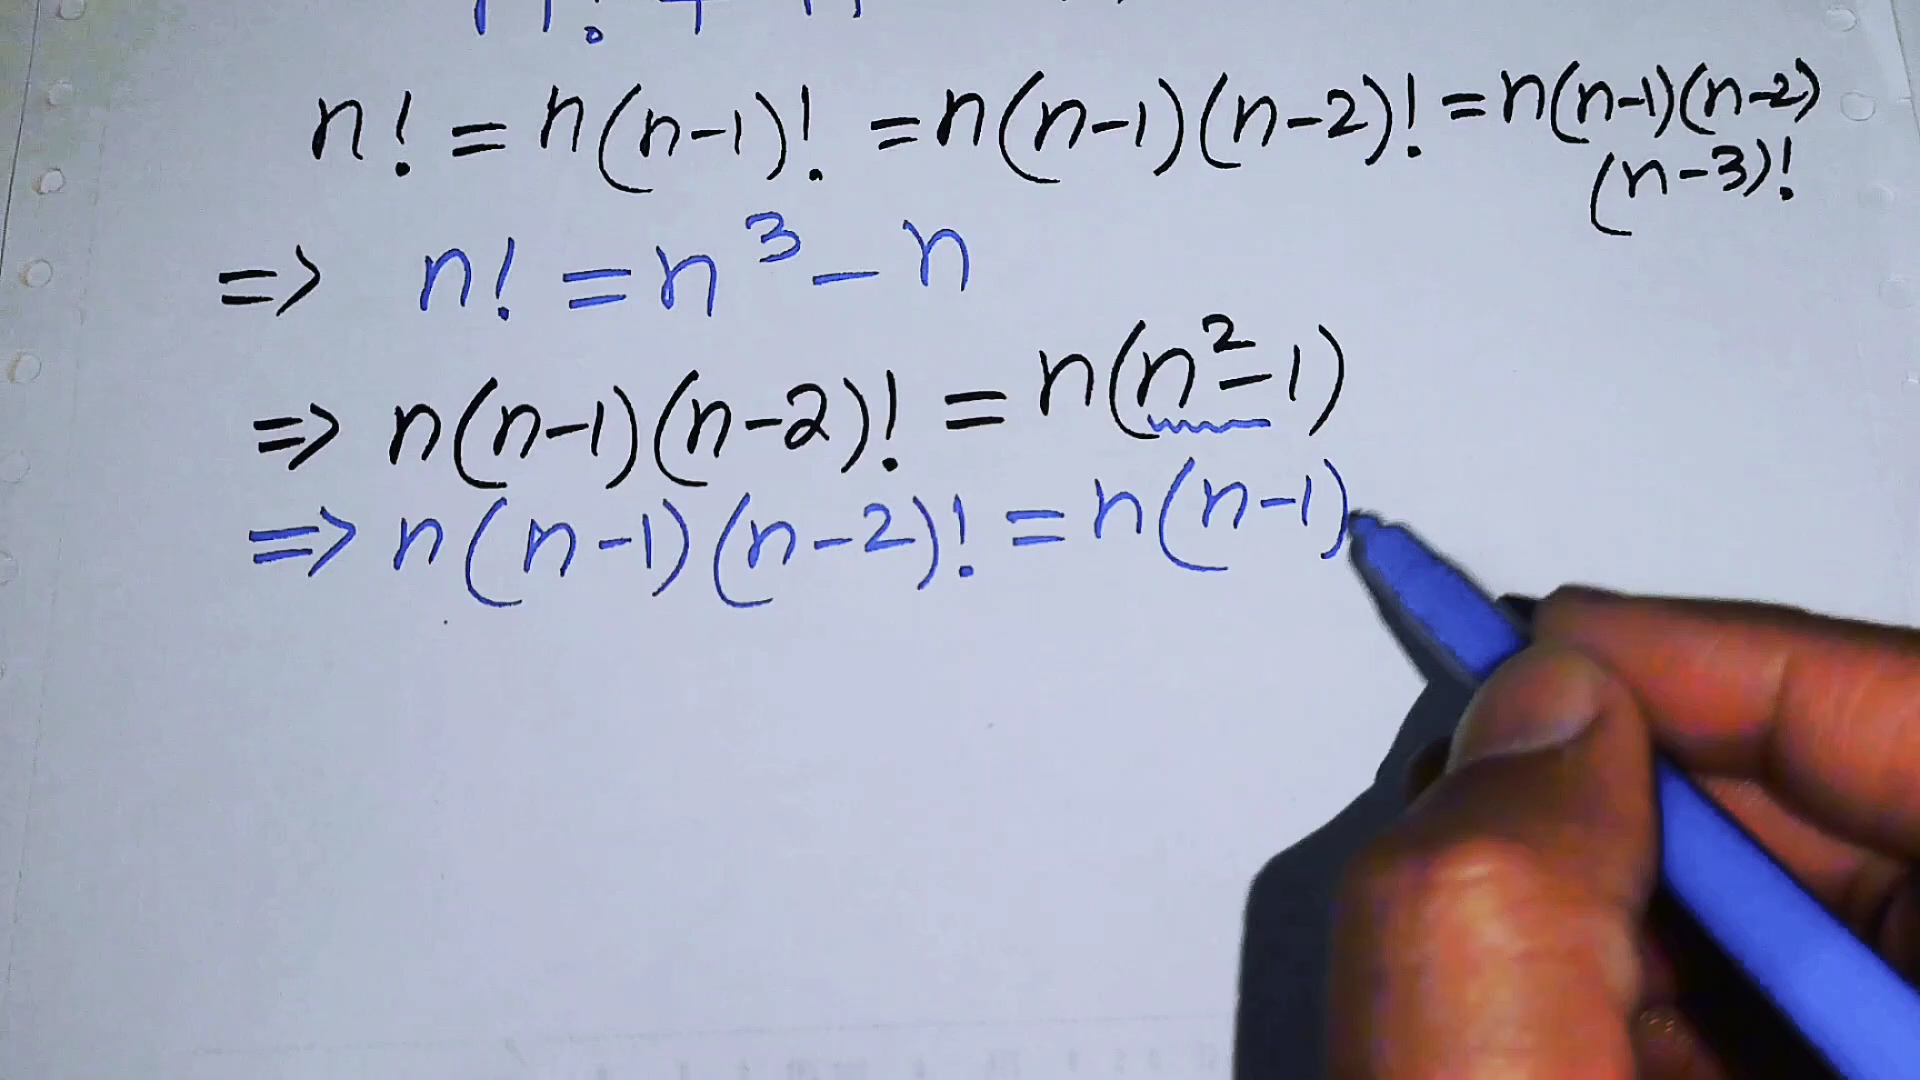 n! = n(n-1)! = n(n-1)(n-2)! = n(n-1)(n-2)
(n-3)!
=> n! = n³ - n
=> n(n-1)(n-2)! = n(n²-1)
=> n(n-1)(n-2)! = n(n-1)